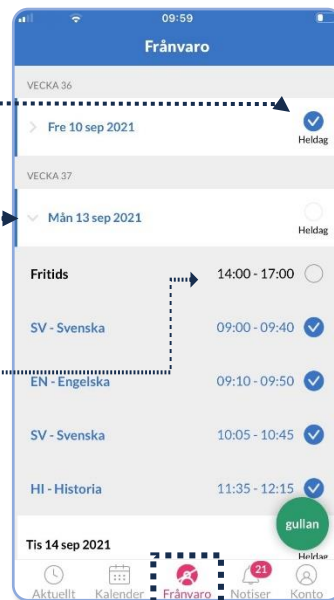 09:59
Frånvaro
VECKA 36
Fre 10 sep 2021
Heldag
VECKA 37
Mån 13 sep 2021
Heldag
Fritids 14:00 - 17:00
SV - Svenska 09:00 - 09:40
EN - Engelska 09:10 - 09:50
SV - Svenska 10:05 - 10:45
HI - Historia 11:35 - 12:15
gullan
Tis 14 sep 2021
Heldag
21
Aktuellt Kalender Frånvaro Notiser Konto